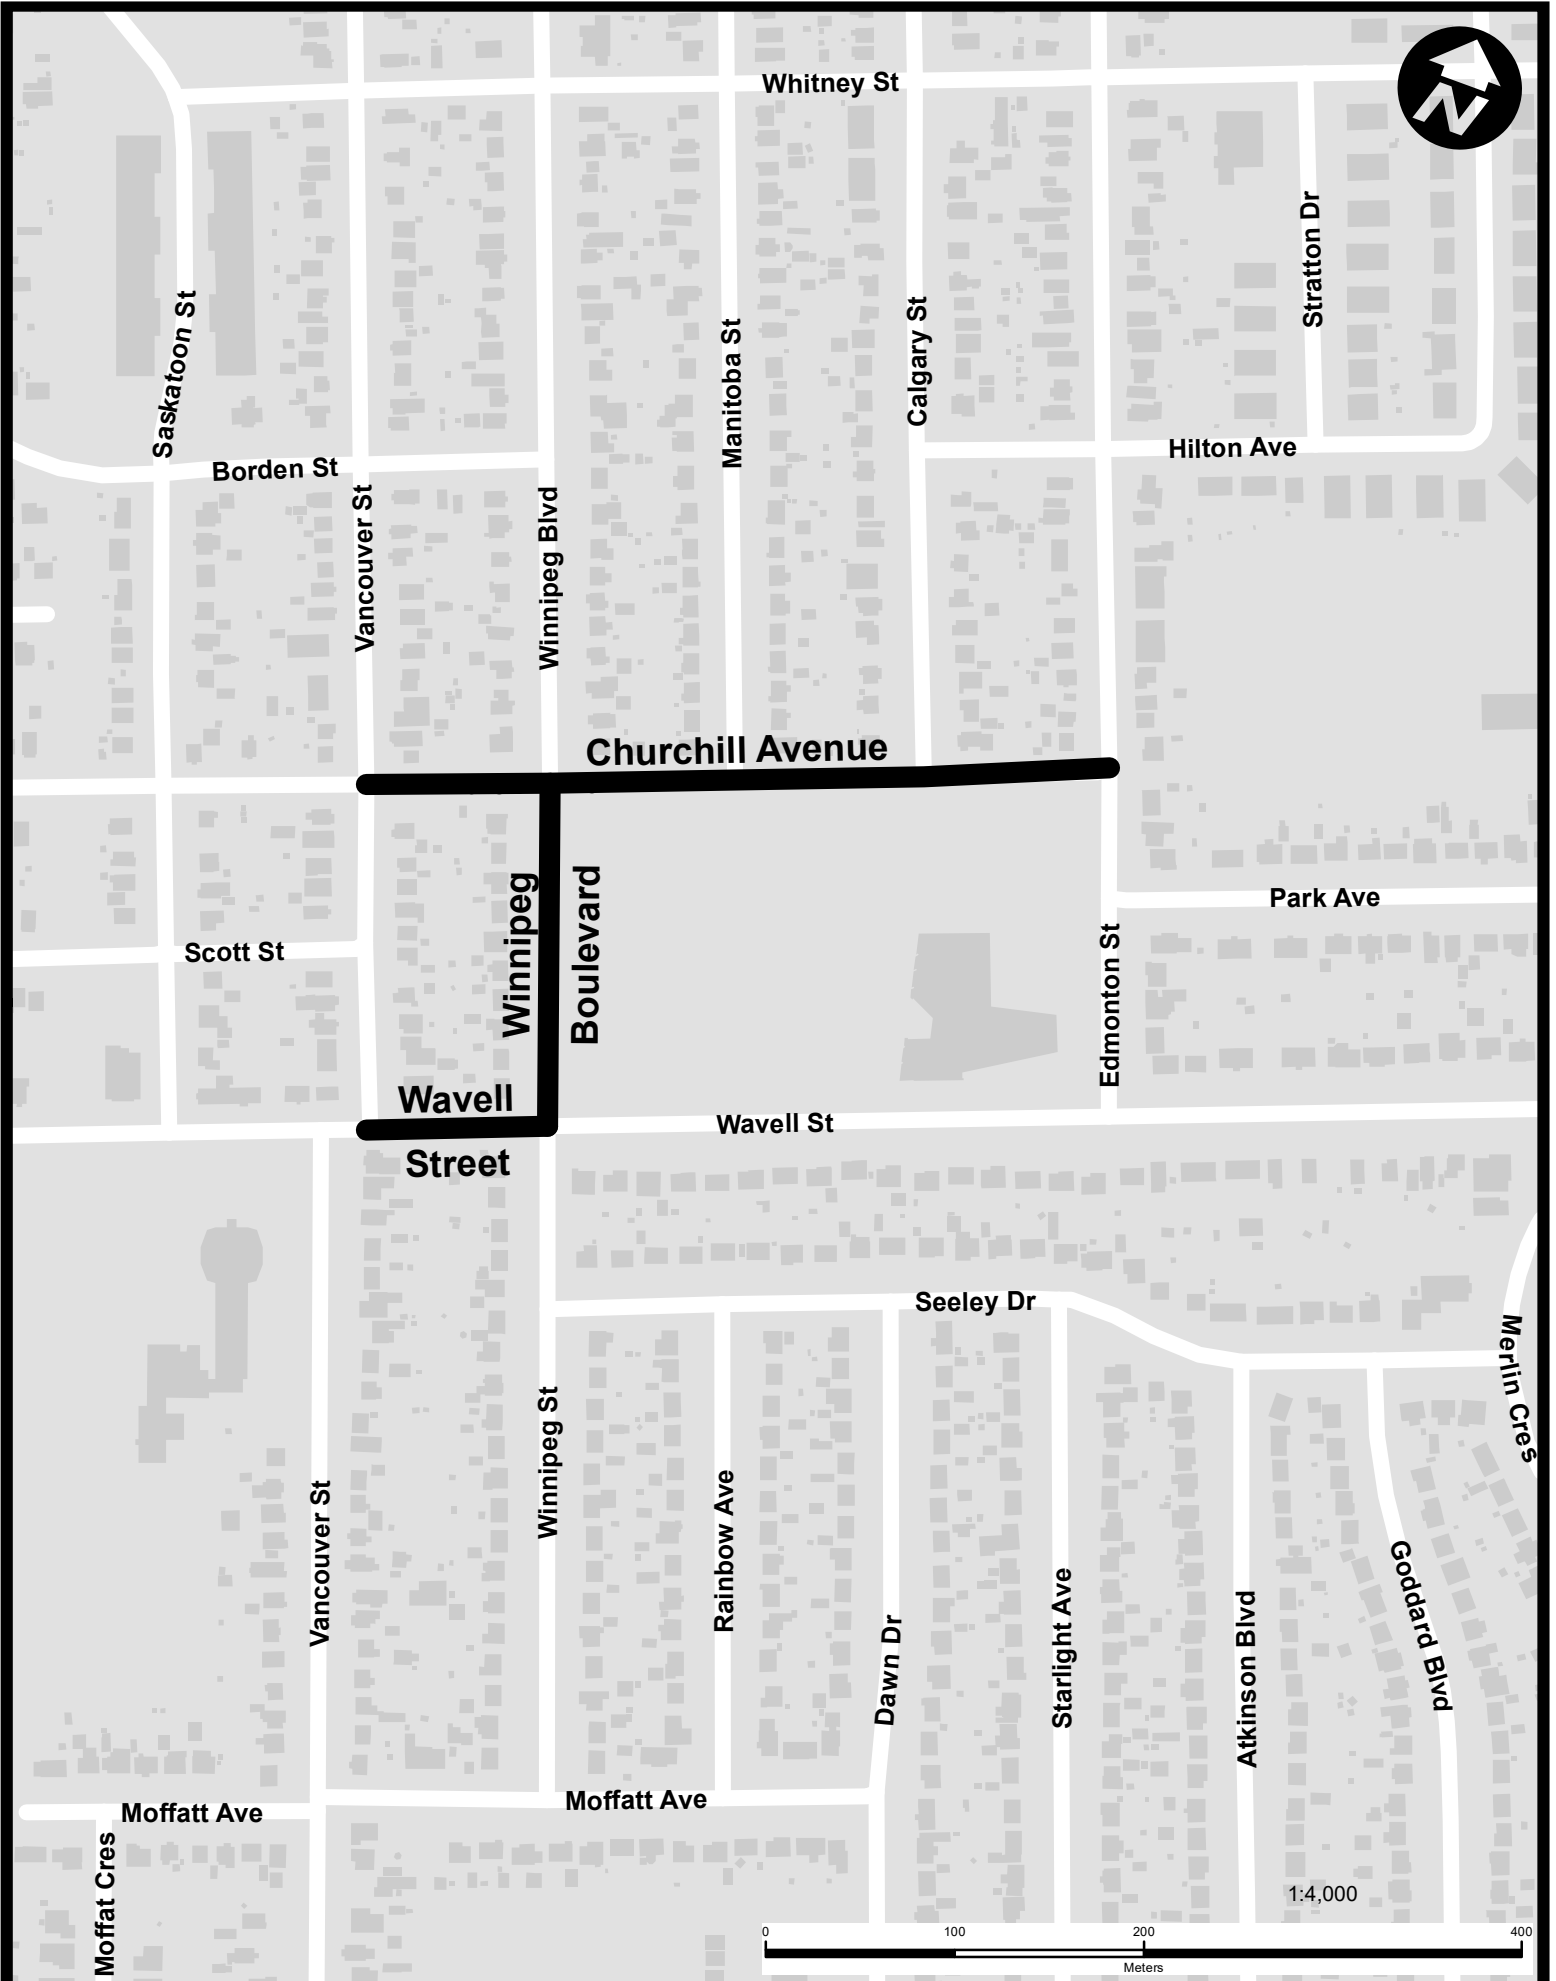 Whitney St
N
Stratton Dr
Saskatoon St
Manitoba St
Calgary St
Hilton Ave
Borden St
Vancouver St
Winnipeg Blvd
Churchill Avenue
Winnipeg
Boulevard
Park Ave
Scott St
Edmonton St
Wavell
Street
Wavell St
Seeley Dr
Merlin Cres
Winnipeg St
Vancouver St
Rainbow Ave
Dawn Dr
Starlight Ave
Atkinson Blvd
Goddard Blvd
Moffatt Ave
Moffatt Ave
Moffat Cres
1:4,000
0 100 200 400
Meters